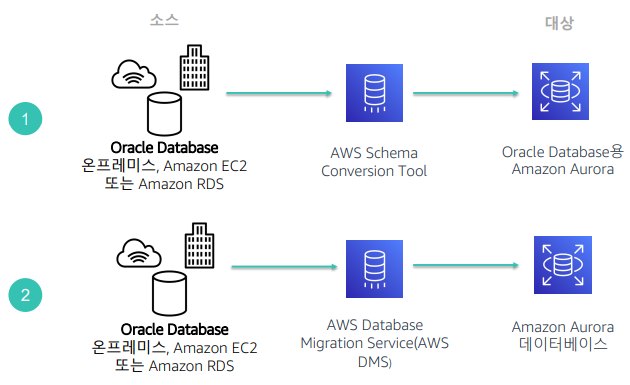 소스
대상
1
Oracle Database
온프레미스, Amazon EC2
또는 Amazon RDS
AWS Schema
Conversion Tool
Oracle Database용
Amazon Aurora
2
Oracle Database
온프레미스, Amazon EC2
또는 Amazon RDS
AWS Database
Migration Service(AWS
DMS)
Amazon Aurora
데이터베이스